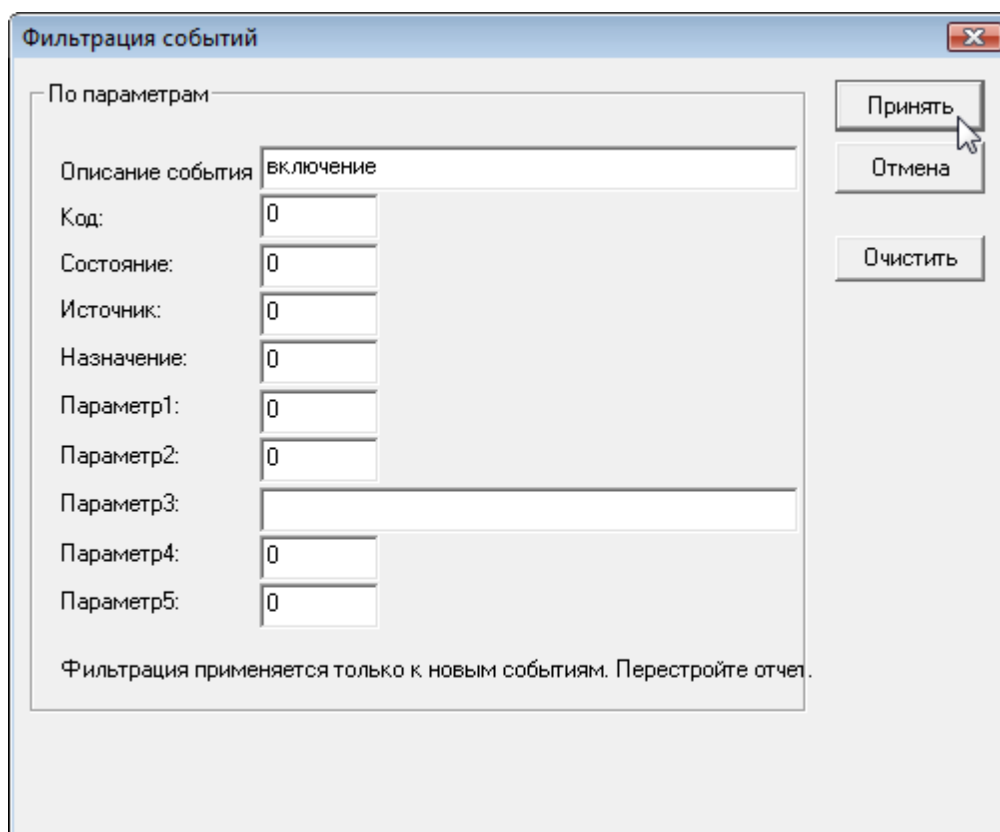 Фильтрация событий
По параметрам
Принять
Описание события включение
Отмена
Код: 0
Состояние: 0
Очистить
Источник: 0
Назначение: 0
Параметр1: 0
Параметр2: 0
Параметр3:
Параметр4: 0
Параметр5: 0
Фильтрация применяется только к новым событиям. Перестройте отчет.